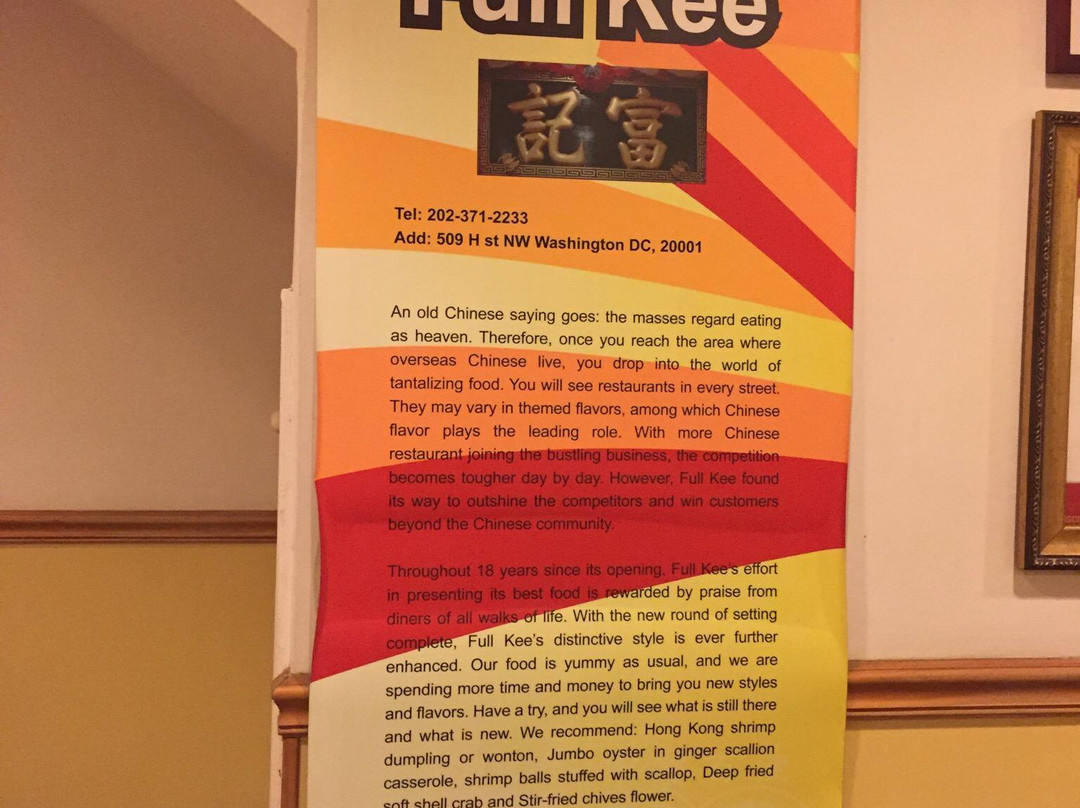 Full Kee
記富
Tel: 202-371-2233
Add: 509 H st NW Washington DC, 20001
An old Chinese saying goes: the masses regard eating
as heaven. Therefore, once you reach the area where
overseas Chinese live, you drop into the world of
tantalizing food. You will see restaurants in every street.
They may vary in themed flavors, among which Chinese
flavor plays the leading role. With more Chinese
restaurant joining the bustling business, the competition
becomes tougher day by day. However, Full Kee found
its way to outshine the competitors and win customers
beyond the Chinese community.
Throughout 18 years since its opening, Full Kee's effort
in presenting its best food is rewarded by praise from
diners of all walks of life. With the new round of setting
complete, Full Kee's distinctive style is ever further
enhanced. Our food is yummy as usual, and we are
spending more time and money to bring you new styles
and flavors. Have a try, and you will see what is still there
and what is new. We recommend: Hong Kong shrimp
dumpling or wonton, Jumbo oyster in ginger scallion
casserole, shrimp balls stuffed with scallop, Deep fried
soft shell crab and Stir-fried chives flower.